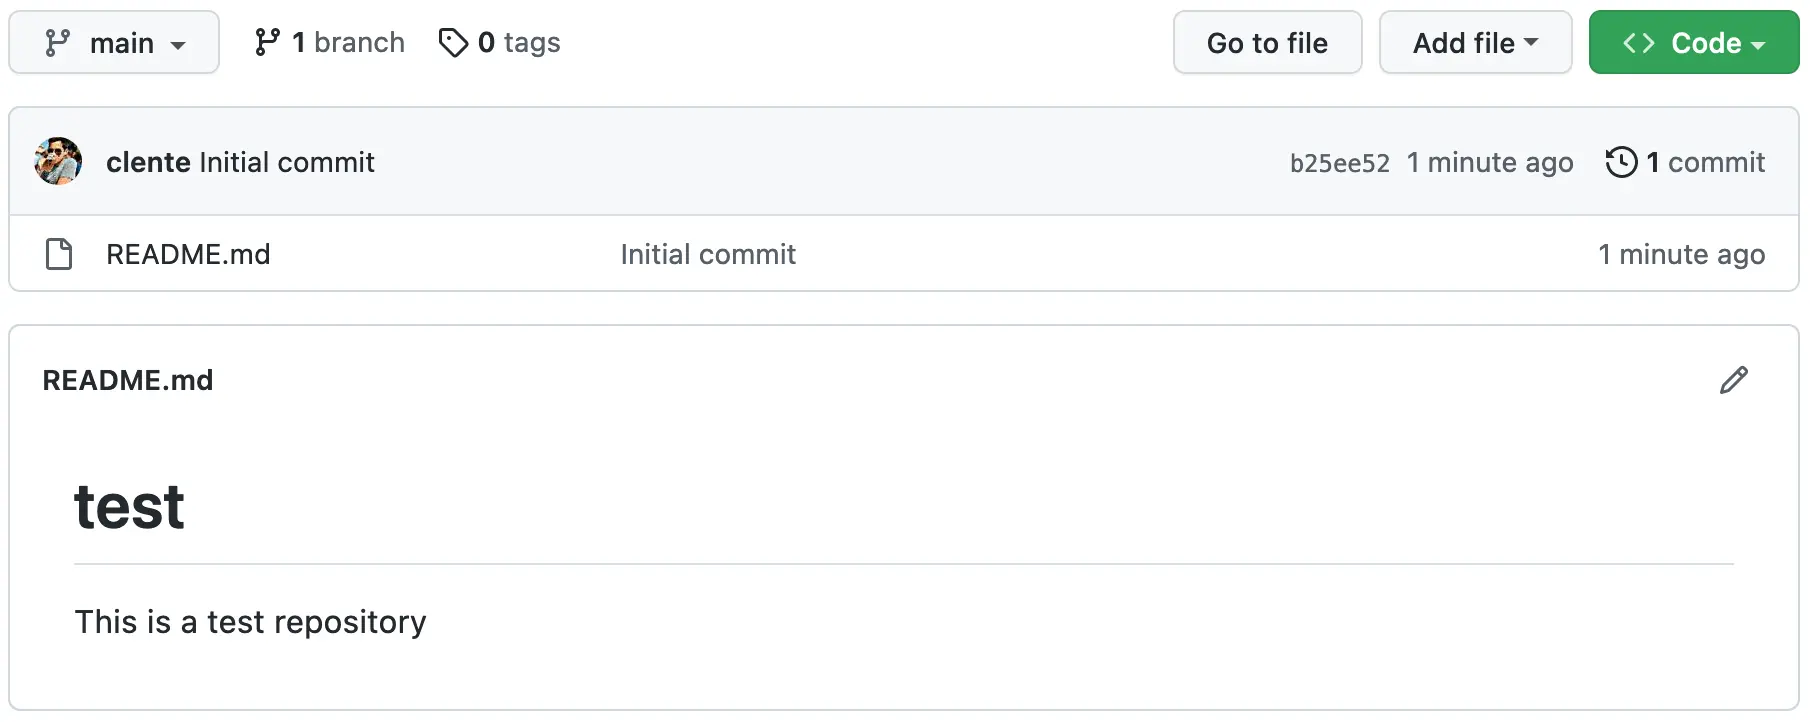 main 1 branch 0 tags Go to file Add file Code
clente Initial commit b25ee52 1 minute ago 1 commit
README.md Initial commit 1 minute ago
README.md
test
This is a test repository